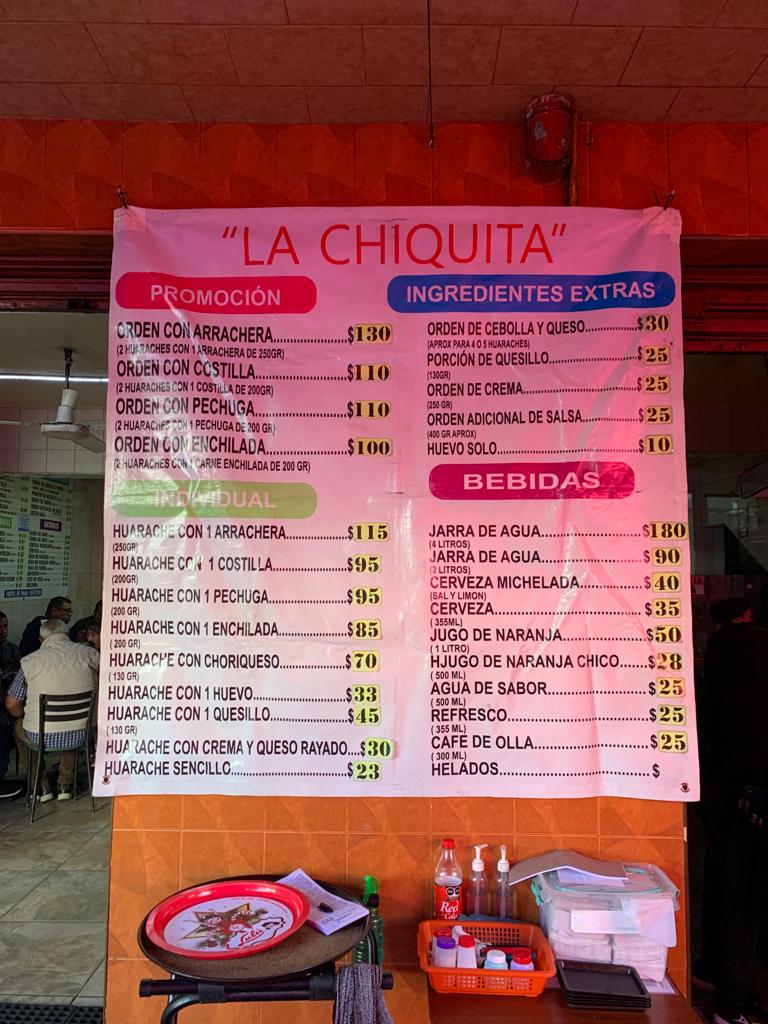 "LA CHIQUITA"
PROMOCIÓN
ORDEN CON ARRACHERA....................$130
(2 HUARACHES CON 1 ARRACHERA DE 250GR)
ORDEN CON COSTILLA.......................$110
(2 HUARACHES CON 1 COSTILLA DE 200GR)
ORDEN CON PECHUGA......................$110
(2 HUARACHES CON 1 PECHUGA DE 200 GR)
ORDEN CON ENCHILADA....................$100
(2 HUARACHES CON 1 CARNE ENCHILADA DE 200 GR)
INDIVIDUAL
HUARACHE CON 1 ARRACHERA................$115
(250GR)
HUARACHE CON 1 COSTILLA....................$95
(200GR)
HUARACHE CON 1 PECHUGA....................$95
(200 GR)
HUARACHE CON 1 ENCHILADA..................$85
( 200 GR)
HUARACHE CON CHORIQUESO.................$70
( 130 GR)
HUARACHE CON 1 HUEVO........................$33
HUARACHE CON 1 QUESILLO....................$45
( 130 GR)
HUARACHE CON CREMA Y QUESO RAYADO...$30
HUARACHE SENCILLO............................$23
INGREDIENTES EXTRAS
ORDEN DE CEBOLLA Y QUESO..............$30
(APROX PARA 4 O 5 HUARACHES)
PORCIÓN DE QUESILLO.......................$25
(130GR)
ORDEN DE CREMA..............................$25
(250 GR)
ORDEN ADICIONAL DE SALSA...............$25
(400 GR APROX)
HUEVO SOLO....................................$10
BEBIDAS
JARRA DE AGUA.........................$180
(4 LITROS)
JARRA DE AGUA..........................$90
(2 LITROS)
CERVEZA MICHELADA.................$40
(SAL Y LIMON)
CERVEZA....................................$35
( 355ML)
JUGO DE NARANJA......................$50
( 1 LITRO)
HJUGO DE NARANJA CHICO........$28
( 500 ML)
AGUA DE SABOR.........................$25
( 500 ML)
REFRESCO..................................$25
( 355 ML)
CAFE DE OLLA.............................$25
( 300 ML)
HELADOS....................................$
BEBIDAS
Red
Cola